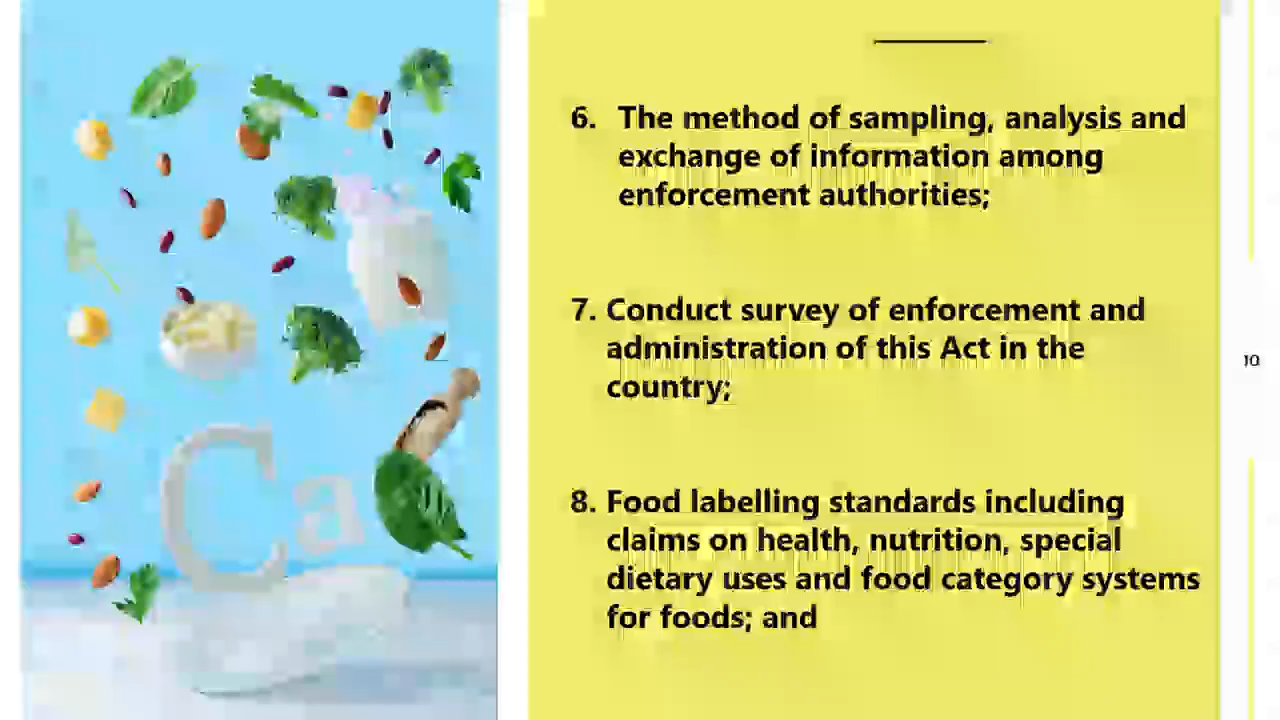 6. The method of sampling, analysis and
exchange of information among
enforcement authorities;
7. Conduct survey of enforcement and
administration of this Act in the
country;
8. Food labelling standards including
claims on health, nutrition, special
dietary uses and food category systems
for foods; and
10
Ca